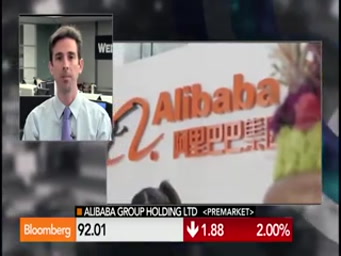 Alibaba
阿里巴巴集团
ALIBABA GROUP HOLDING LTD <PREMARKET>
Bloomberg 92.01 1.88 2.00%